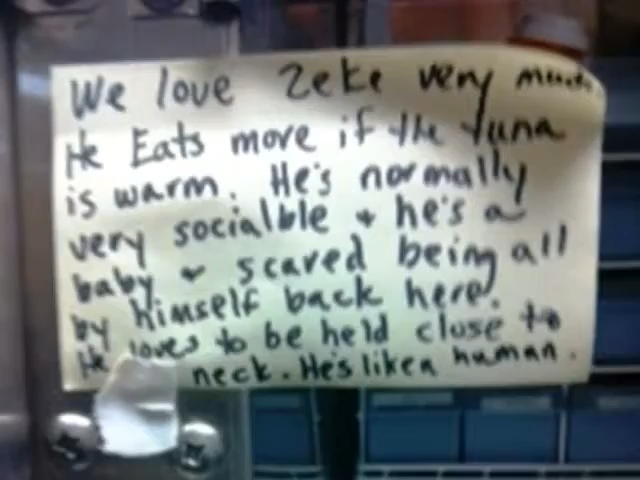 We love Zeke very much
He Eats more if the tuna
is warm. He's normally
very socialble + he's a
baby + scared being all
by himself back here.
He loves to be held close to
neck. He's like a human.